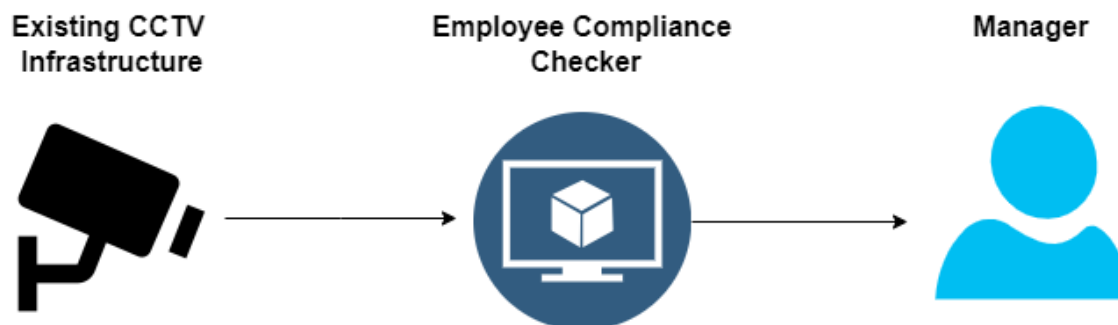 Existing CCTV
Infrastructure
Employee Compliance
Checker
Manager